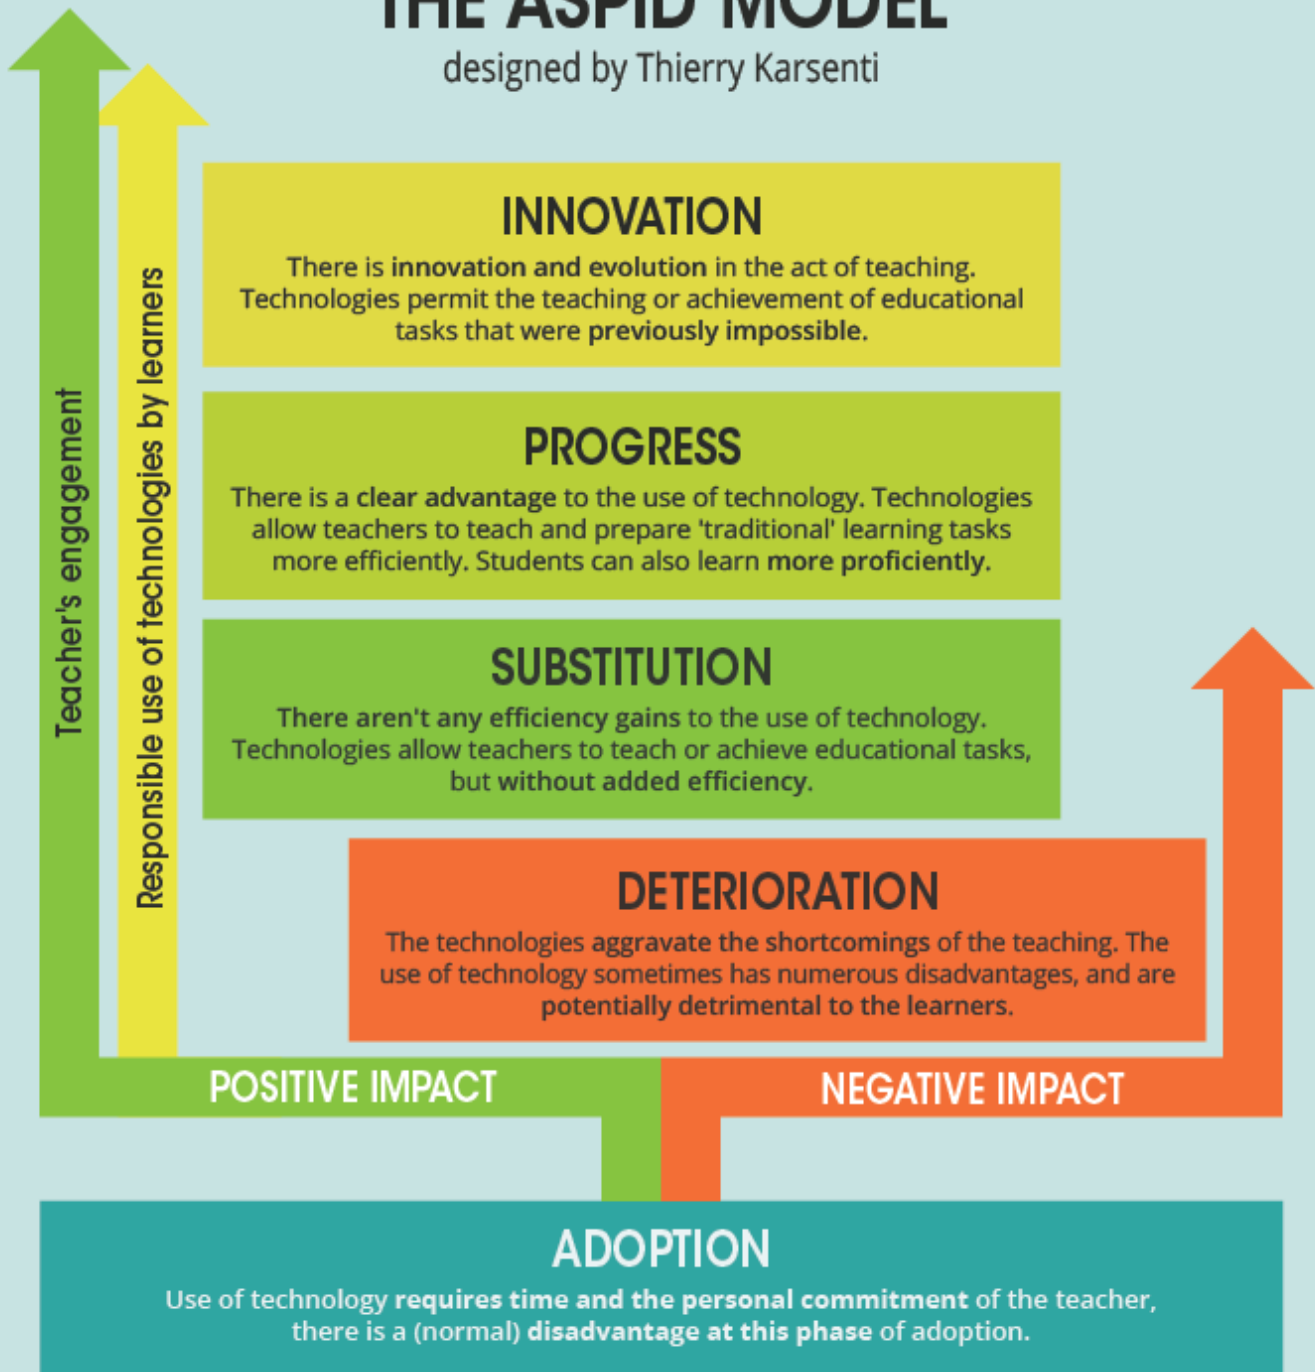 THE ASPID MODEL
designed by Thierry Karsenti
Teacher's engagement
Responsible use of technologies by learners
INNOVATION
There is innovation and evolution in the act of teaching.
Technologies permit the teaching or achievement of educational
tasks that were previously impossible.
PROGRESS
There is a clear advantage to the use of technology. Technologies
allow teachers to teach and prepare 'traditional' learning tasks
more efficiently. Students can also learn more proficiently.
SUBSTITUTION
There aren't any efficiency gains to the use of technology.
Technologies allow teachers to teach or achieve educational tasks,
but without added efficiency.
DETERIORATION
The technologies aggravate the shortcomings of the teaching. The
use of technology sometimes has numerous disadvantages, and are
potentially detrimental to the learners.
POSITIVE IMPACT
NEGATIVE IMPACT
ADOPTION
Use of technology requires time and the personal commitment of the teacher,
there is a (normal) disadvantage at this phase of adoption.